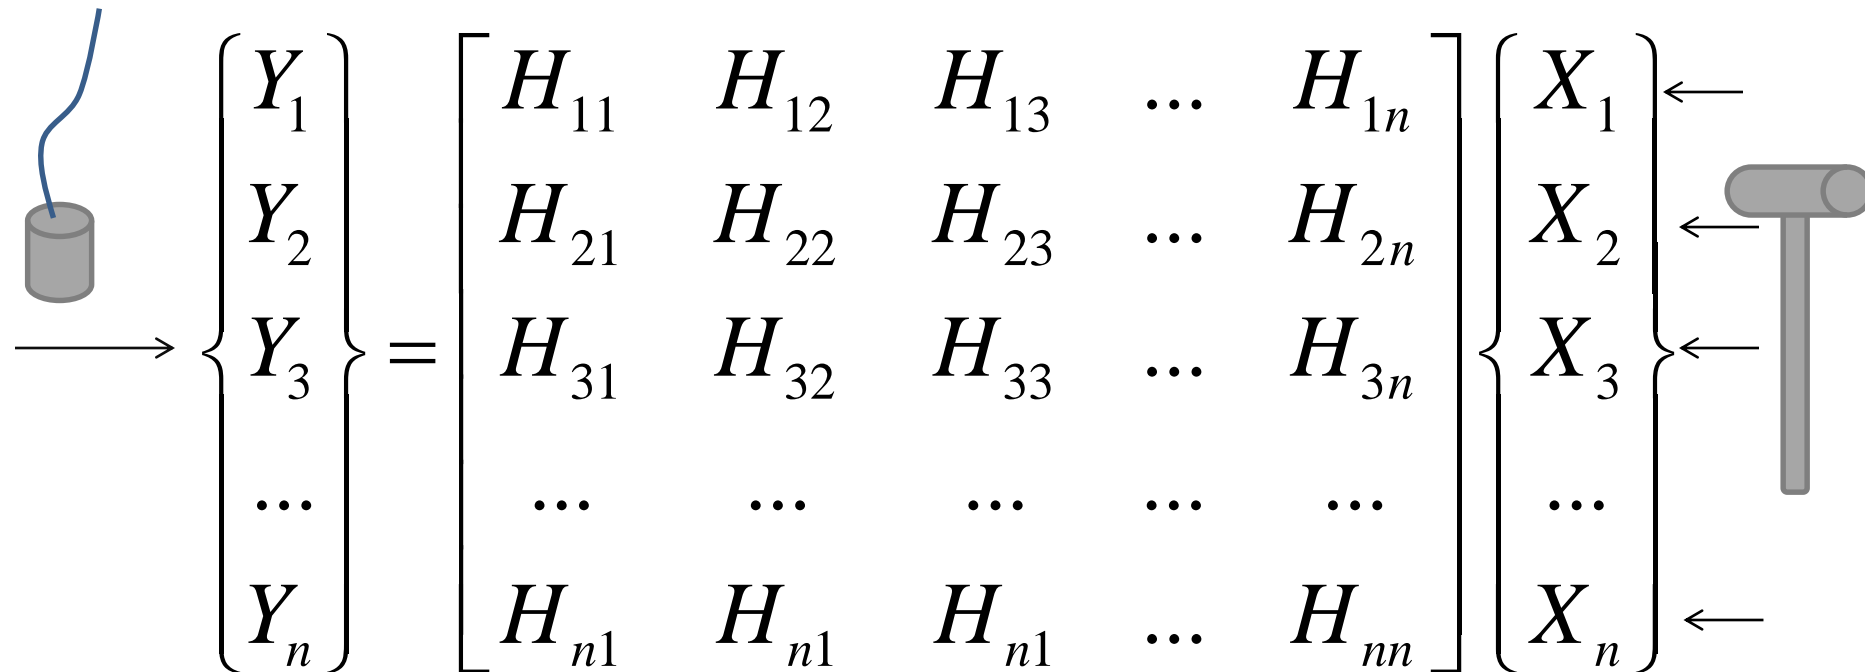 Y1 = H11 H12 H13 ... H1n X1
Y2 H21 H22 H23 ... H2n X2
Y3 H31 H32 H33 ... H3n X3
... ... ... ... ... ... ...
Yn Hn1 Hn1 Hn1 ... Hnn Xn